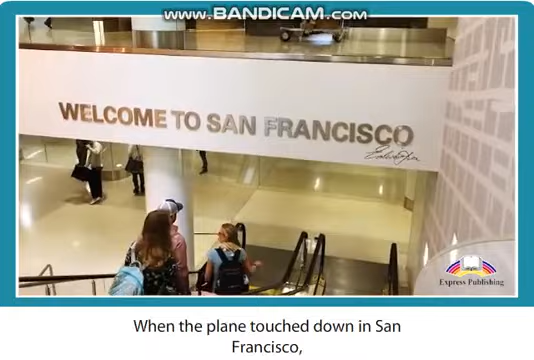 www.BANDICAM.com
WELCOME TO SAN FRANCISCO
Express Publishing
When the plane touched down in San
Francisco,